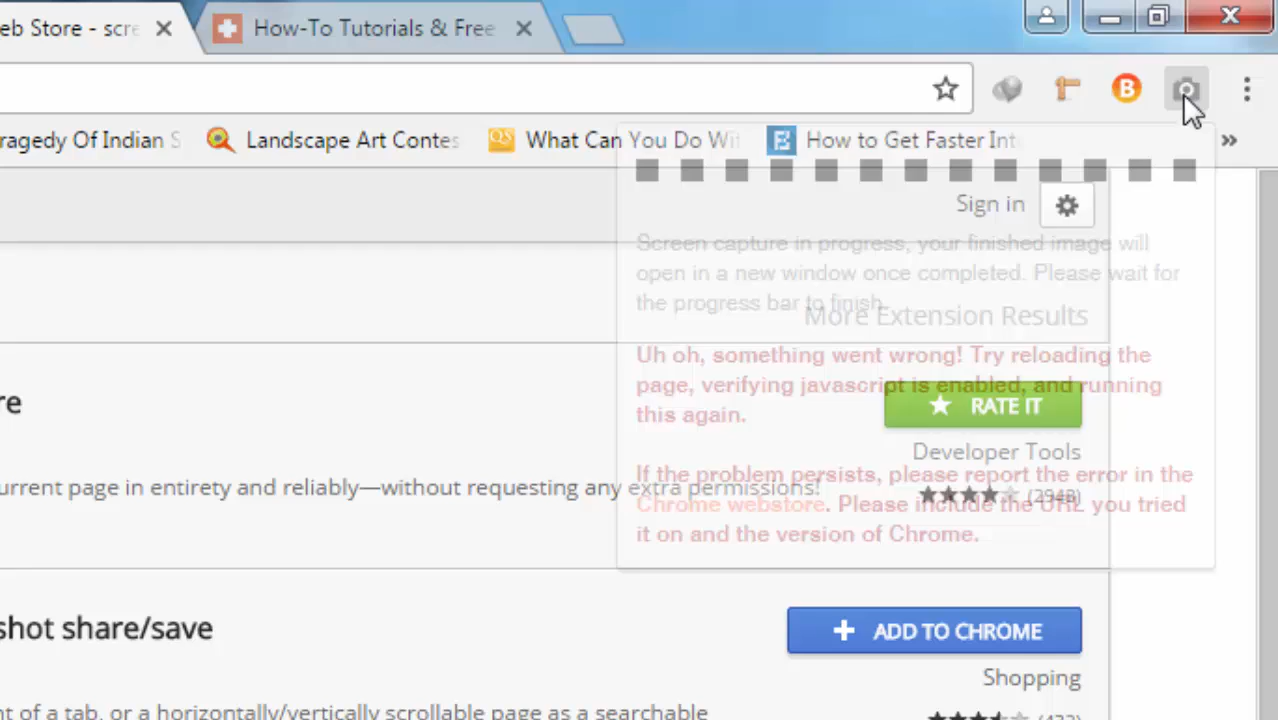 eb Store - scre
How-To Tutorials & Free
B
ragedy Of Indian S
Landscape Art Contes
QS
What Can You Do Wi
How to Get Faster Int
»
Sign in
Screen capture in progress, your finished image will
open in a new window once completed. Please wait for
the progress bar to finish.
More Extension Results
Uh oh, something went wrong! Try reloading the
page, verifying javascript is enabled, and running
this again.
re
RATE IT
Developer Tools
If the problem persists, please report the error in the
Chrome webstore. Please include the URL you tried
it on and the version of Chrome.
urrent page in entirety and reliably—without requesting any extra permissions!
shot share/save
ADD TO CHROME
Shopping
nt of a tab, or a horizontally/vertically scrollable page as a searchable